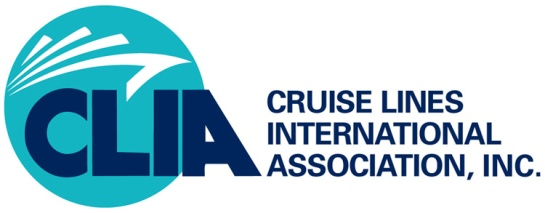 CLIA
CRUISE LINES
INTERNATIONAL
ASSOCIATION, INC.